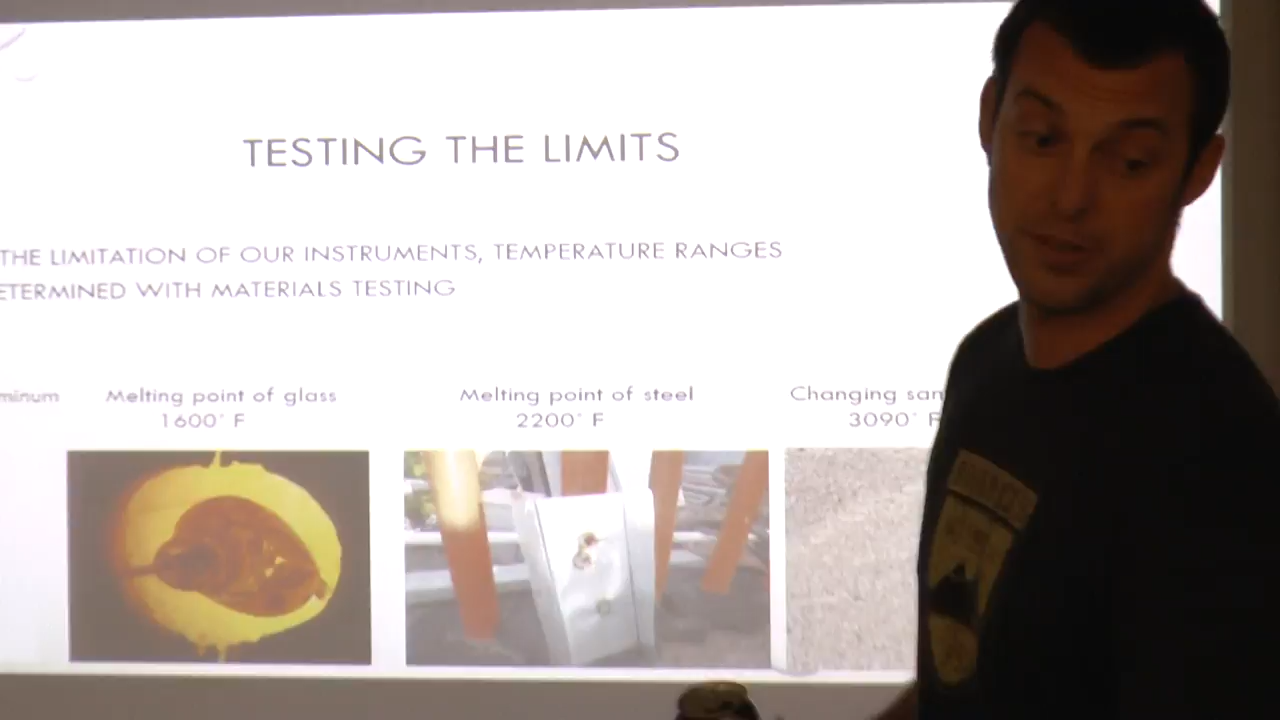 TESTING THE LIMITS
THE LIMITATION OF OUR INSTRUMENTS, TEMPERATURE RANGES
ETERMINED WITH MATERIALS TESTING
minum
Melting point of glass
1600° F
Melting point of steel
2200° F
Changing san
3090° F